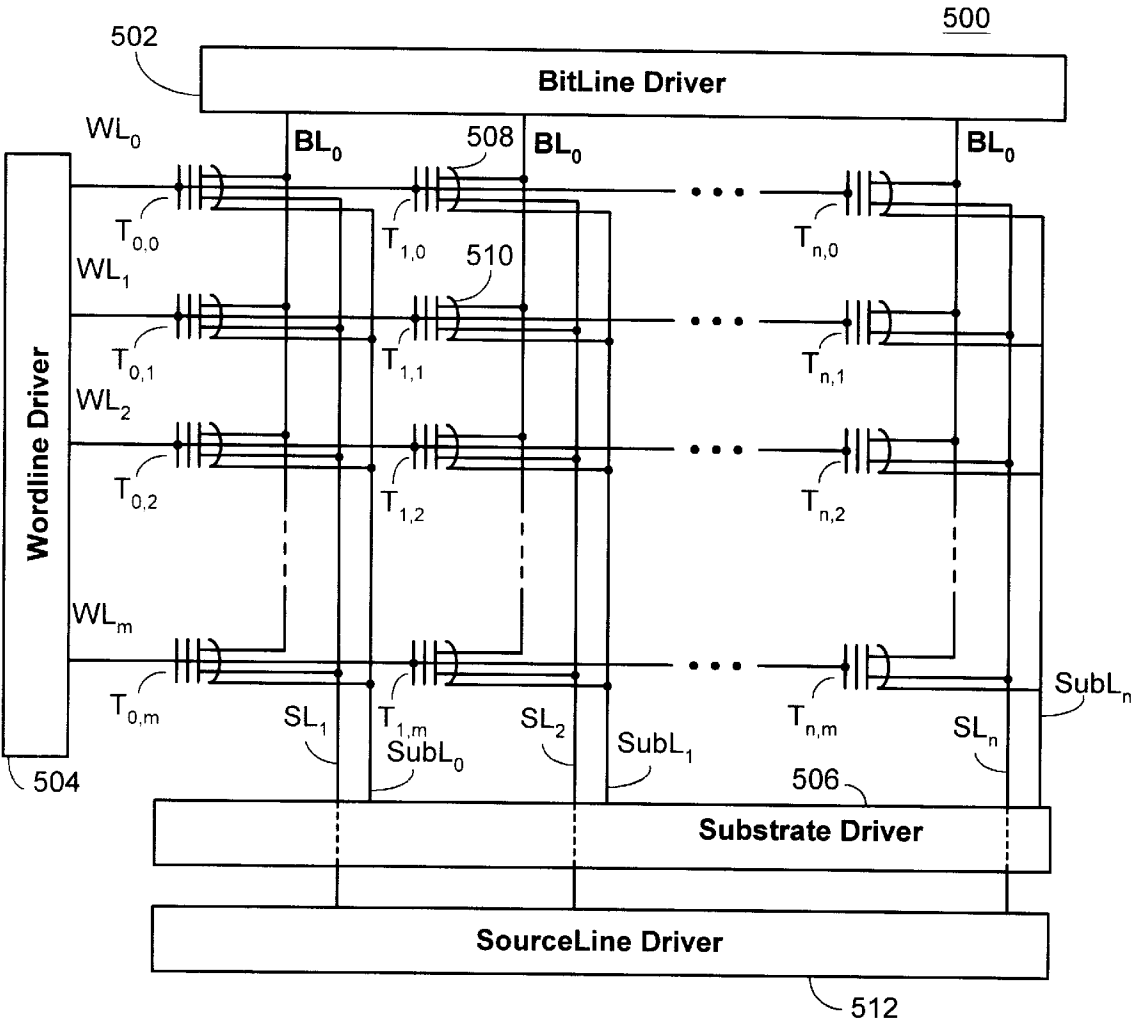 500
502
BitLine Driver
WL0
BL0
508
BL0
BL0
T0,0
T1,0
Tn,0
WL1
510
T0,1
T1,1
Tn,1
WL2
T0,2
T1,2
Tn,2
Wordline Driver
WLm
T0,m
T1,m
Tn,m
SubLn
SL1
SL2
SLn
SubL0
SubL1
504
506
Substrate Driver
SourceLine Driver
512